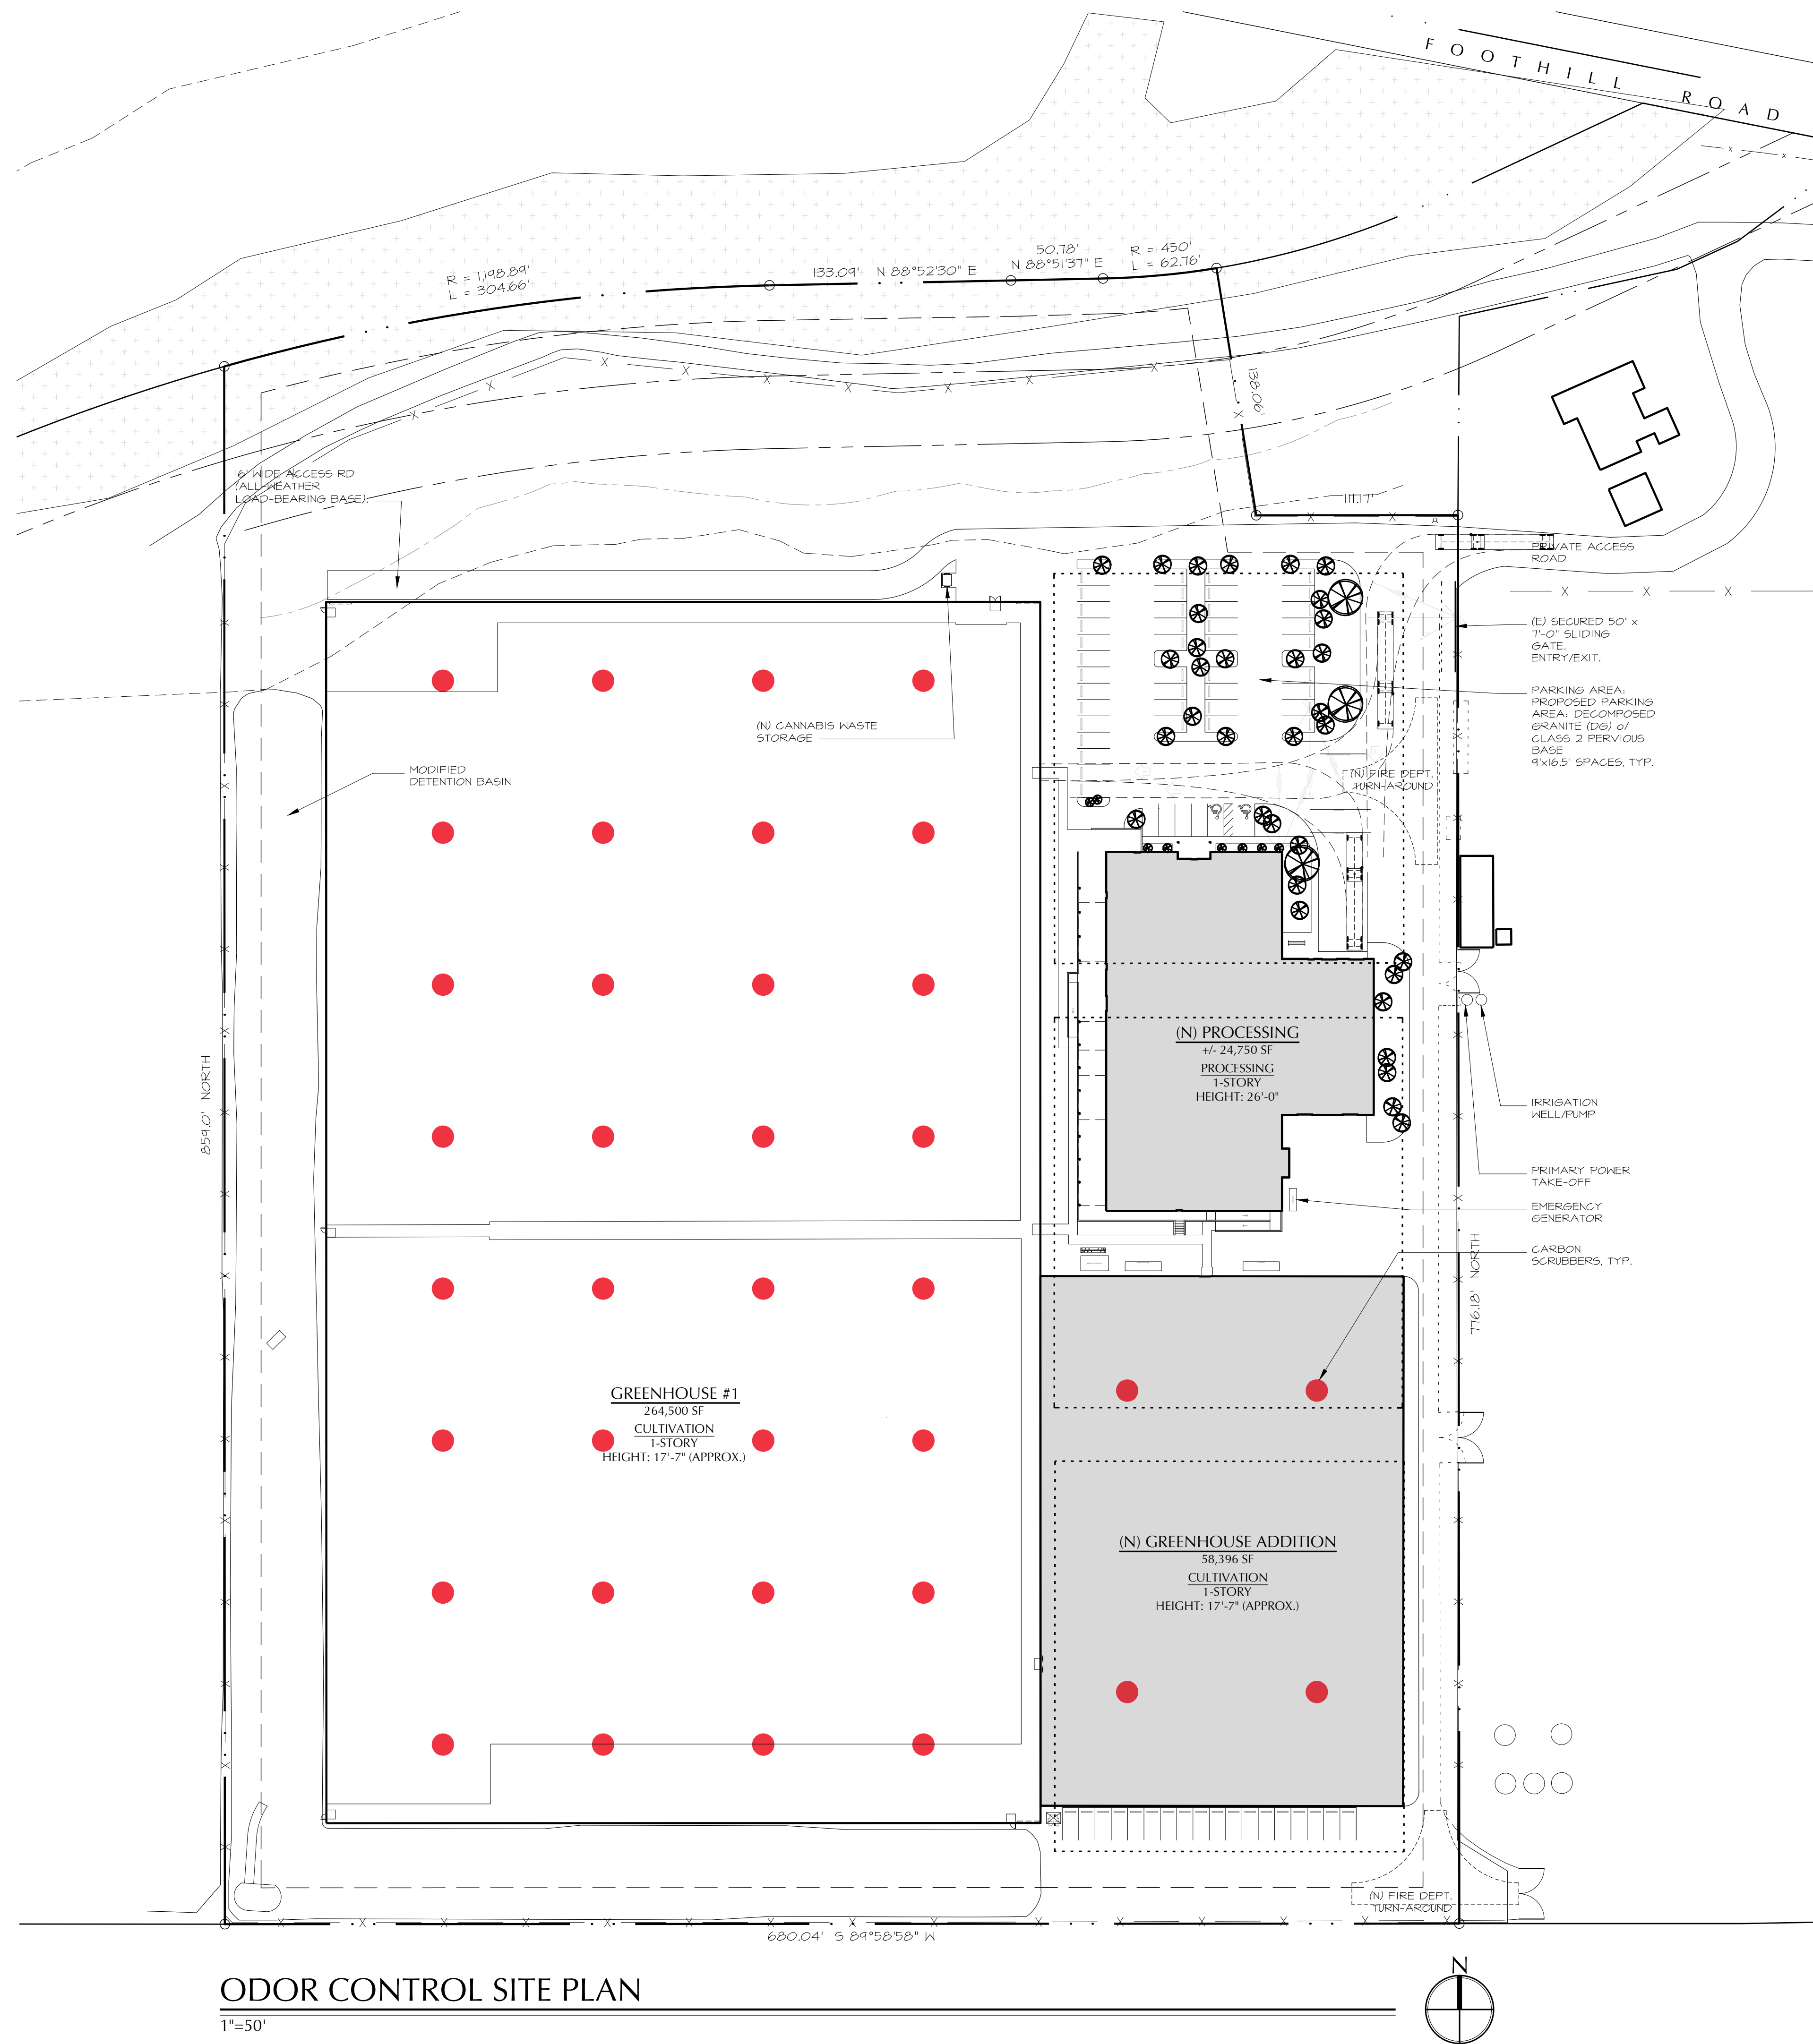 FOOTHILL ROAD
R = 1,198.89'
L = 304.66'
133.09' N 88°52'30" E
50.78'
N 88°51'37" E
R = 450'
L = 62.76'
138.06'
111.17'
16' WIDE ACCESS RD
(ALL-WEATHER
LOAD-BEARING BASE).
PRIVATE ACCESS
ROAD
(E) SECURED 50' x
7'-0" SLIDING
GATE.
ENTRY/EXIT.
PARKING AREA:
PROPOSED PARKING
AREA: DECOMPOSED
GRANITE (DG) o/
CLASS 2 PERVIOUS
BASE
9'x16.5' SPACES, TYP.
(N) CANNABIS WASTE
STORAGE
MODIFIED
DETENTION BASIN
(N) FIRE DEPT.
TURN-AROUND
859.0' NORTH
(N) PROCESSING
+/- 24,750 SF
PROCESSING
1-STORY
HEIGHT: 26'-0"
IRRIGATION
WELL/PUMP
PRIMARY POWER
TAKE-OFF
EMERGENCY
GENERATOR
CARBON
SCRUBBERS, TYP.
776.18' NORTH
GREENHOUSE #1
264,500 SF
CULTIVATION
1-STORY
HEIGHT: 17'-7" (APPROX.)
(N) GREENHOUSE ADDITION
58,396 SF
CULTIVATION
1-STORY
HEIGHT: 17'-7" (APPROX.)
(N) FIRE DEPT.
TURN-AROUND
680.04' S 89°58'58" W
ODOR CONTROL SITE PLAN
1"=50'
N